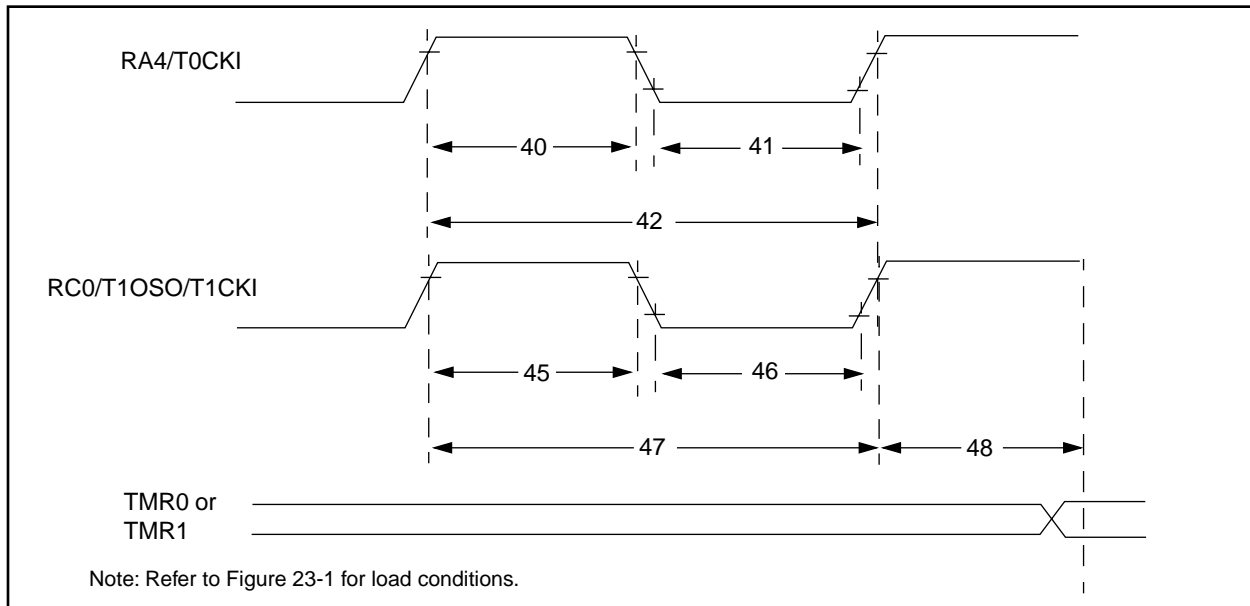 RA4/T0CKI
40
41
42
RC0/T1OSO/T1CKI
45
46
47
48
TMR0 or
TMR1
Note: Refer to Figure 23-1 for load conditions.